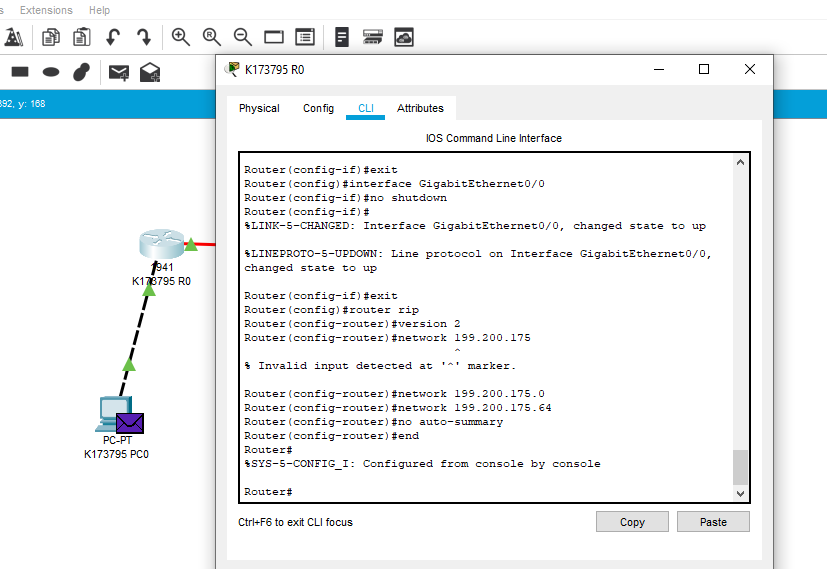 Extensions Help
K173795 R0
Physical Config CLI Attributes
392, y: 168
IOS Command Line Interface
Router(config-if)#exit
Router(config)#interface GigabitEthernet0/0
Router(config-if)#no shutdown
Router(config-if)#
%LINK-5-CHANGED: Interface GigabitEthernet0/0, changed state to up
%LINEPROTO-5-UPDOWN: Line protocol on Interface GigabitEthernet0/0,
changed state to up
Router(config-if)#exit
Router(config)#router rip
Router(config-router)#version 2
Router(config-router)#network 199.200.175
^
% Invalid input detected at '^' marker.
Router(config-router)#network 199.200.175.0
Router(config-router)#network 199.200.175.64
Router(config-router)#no auto-summary
Router(config-router)#end
Router#
%SYS-5-CONFIG_I: Configured from console by console
Router#
Ctrl+F6 to exit CLI focus
Copy
Paste
1941
K173795 R0
PC-PT
K173795 PC0